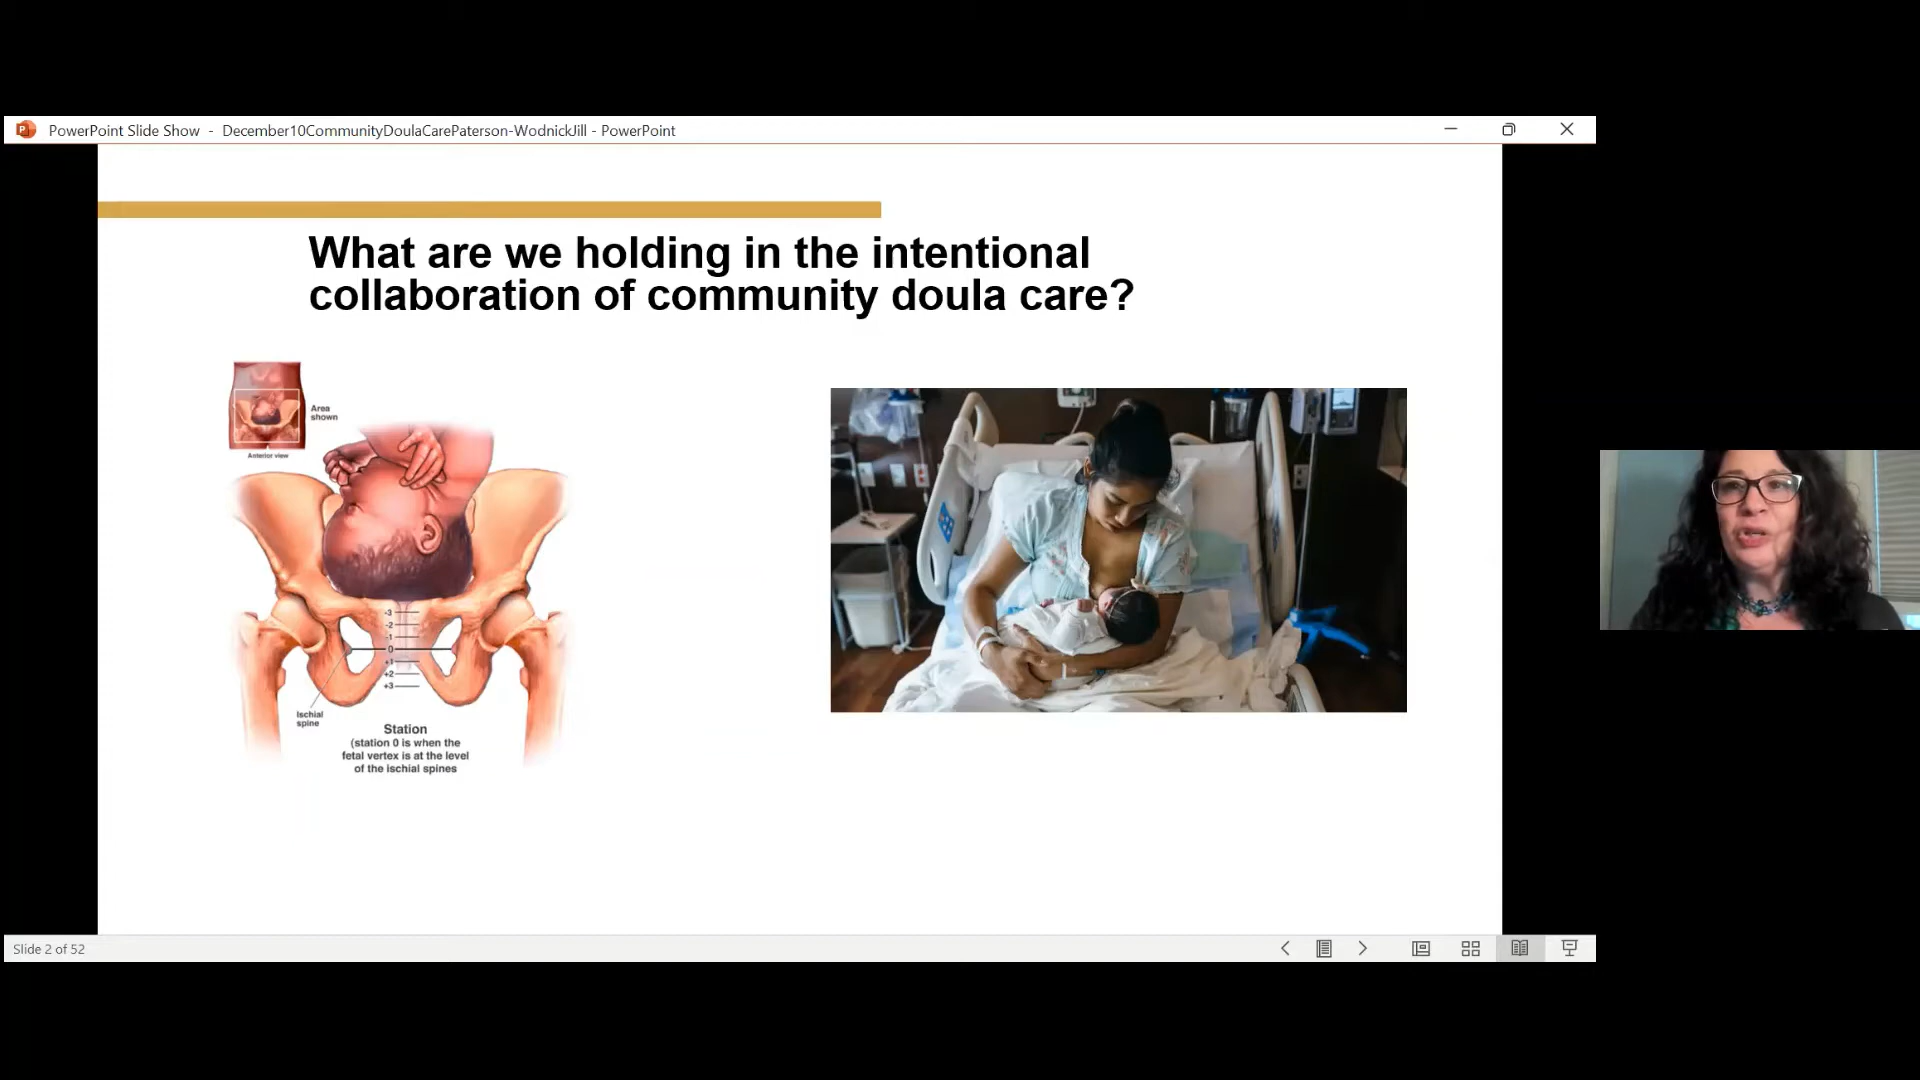 PowerPoint Slide Show - December10CommunityDoulaCarePaterson-WodnickJill - PowerPoint
What are we holding in the intentional
collaboration of community doula care?
Area
shown
Anterior view
-3
-2
-1
0
+1
+2
+3
Ischial
spine
Station
(station 0 is when the
fetal vertex is at the level
of the ischial spines
Slide 2 of 52